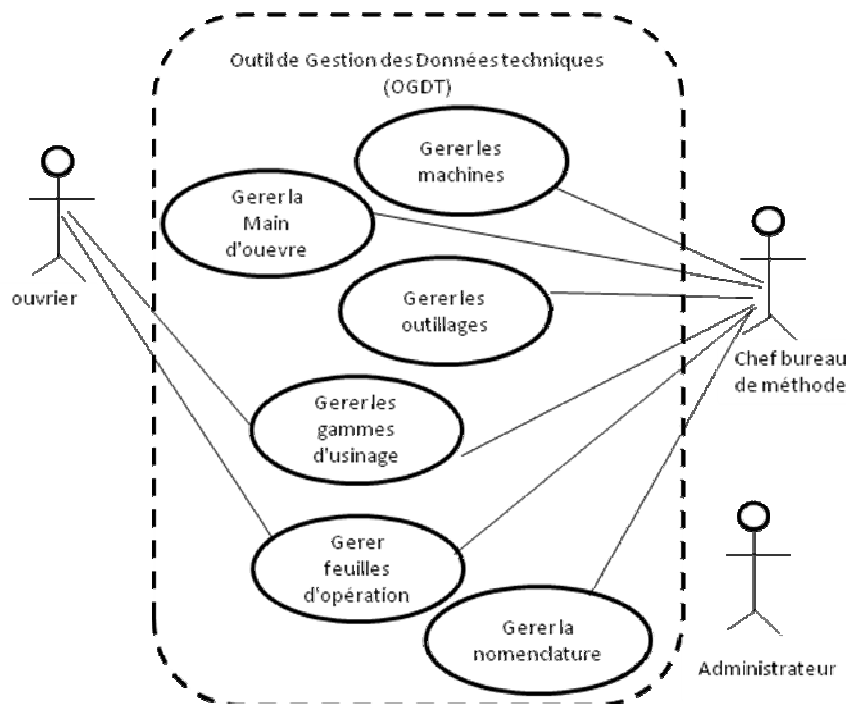 Outil de Gestion des Données techniques
(OGDT)
Gerer les
machines
Gerer la
Main
d'ouevre
ouvrier
Gerer les
outillages
Chef bureau
de méthode
Gerer les
gammes
d'usinage
Gerer
feuilles
d'opération
Gerer la
nomenclature
Administrateur